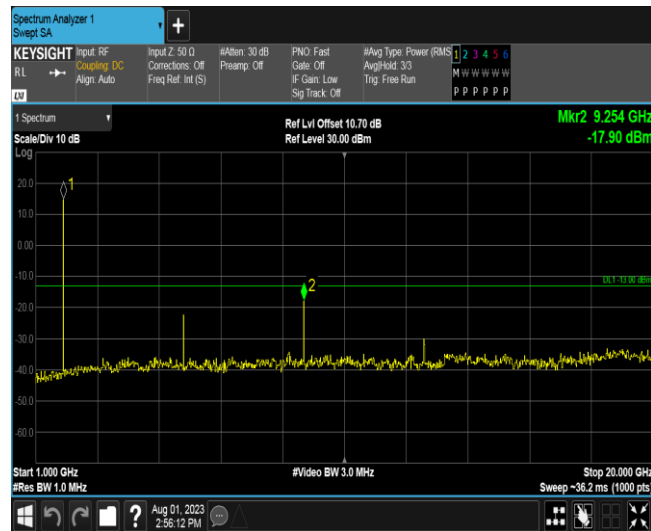 Spectrum Analyzer 1
Swept SA
KEYSIGHT
RL
LXI
Input: RF
Coupling: DC
Align: Auto
Input Z: 50 Ω
Corrections: Off
Freq Ref: Int (S)
#Atten: 30 dB
Preamp: Off
PNO: Fast
Gate: Off
IF Gain: Low
Sig Track: Off
#Avg Type: Power (RMS
Avg|Hold: 3/3
Trig: Free Run
1 2 3 4 5 6
M W W W W W
P P P P P P
1 Spectrum
Scale/Div 10 dB
Log
Ref Lvl Offset 10.70 dB
Ref Level 30.00 dBm
Mkr2 9.254 GHz
-17.90 dBm
20.0
10.0
0.00
-10.0
-20.0
-30.0
-40.0
-50.0
-60.0
1
2
DL1 -13.00 dBm
Start 1.000 GHz
#Res BW 1.0 MHz
#Video BW 3.0 MHz
Stop 20.000 GHz
Sweep ~36.2 ms (1000 pts)
?
Aug 01, 2023
2:56:12 PM